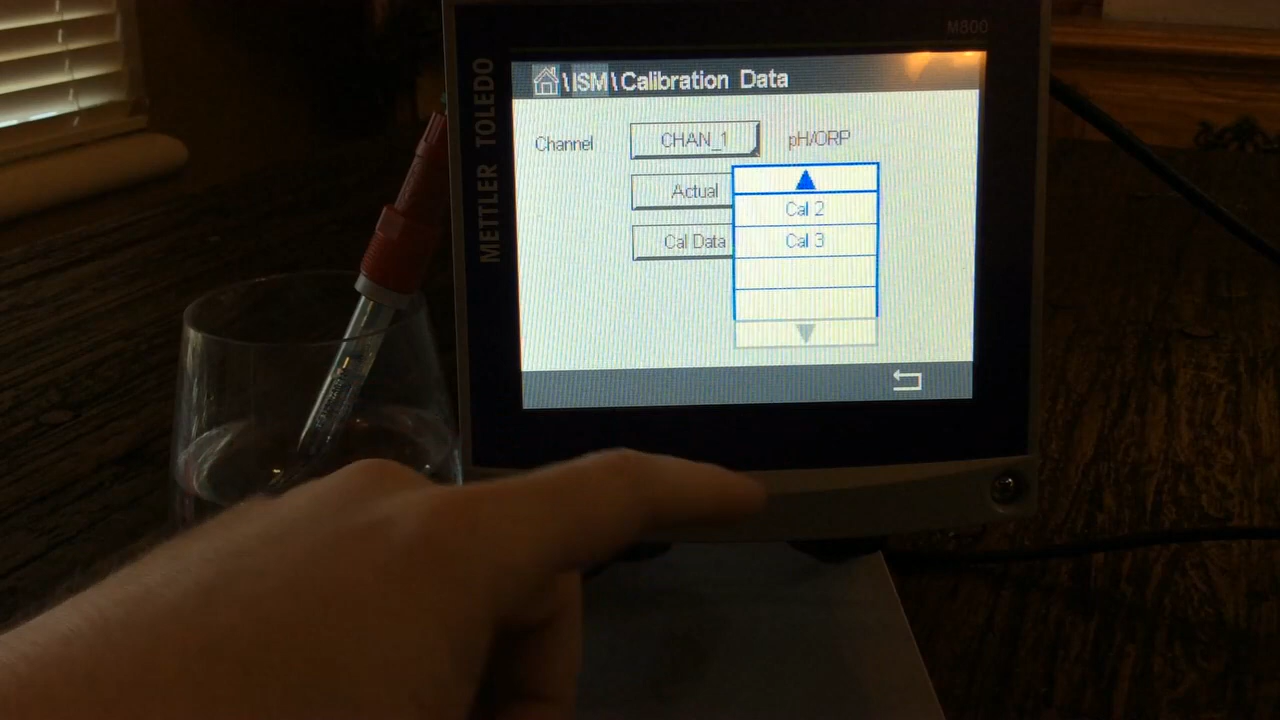 M800
METTLER TOLEDO
\ISM\Calibration Data
Channel
CHAN_1
pH/ORP
Actual
Cal 2
Cal Data
Cal 3